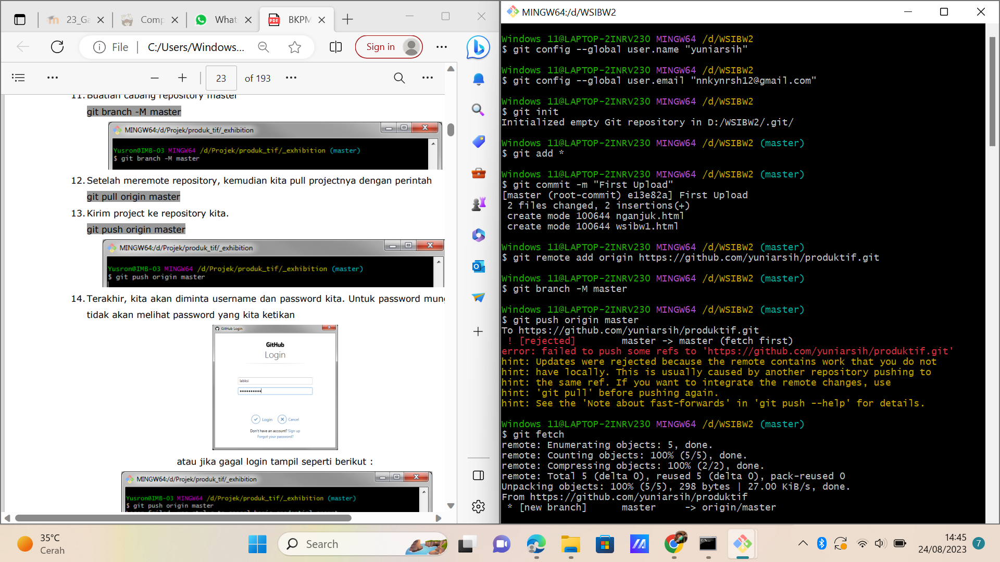 23_Ga
Comp
What
BKPM
File
C:/Users/Windows...
Sign in
23
of 193
11. Buatlah cabang repository master
git branch -M master
MINGW64:/d/Projek/produk_tif/_exhibition
Yusron@IMB-03 MINGW64 /d/Projek/produk_tif/_exhibition (master)
$ git branch -M master
12. Setelah meremote repository, kemudian kita pull projectnya dengan perintah
git pull origin master
13. Kirim project ke repository kita.
git push origin master
MINGW64:/d/Projek/produk_tif/_exhibition
Yusron@IMB-03 MINGW64 /d/Projek/produk_tif/_exhibition (master)
$ git push origin master
14. Terakhir, kita akan diminta username dan password kita. Untuk password mung
tidak akan melihat password yang kita ketikan
GitHub Login
GitHub
Login
labksi
Login
Cancel
Don't have an account? Sign up
Forgot your password?
atau jika gagal login tampil seperti berikut :
MINGW64:/d/Projek/produk_tif/_exhibition
Yusron@IMB-03 MINGW64 /d/Projek/produk_tif/_exhibition (master)
$ git push origin master
MINGW64:/d/WSIBW2
Windows 11@LAPTOP-2INRV230 MINGW64 /d/WSIBW2
$ git config --global user.name "yuniarsih"
Windows 11@LAPTOP-2INRV230 MINGW64 /d/WSIBW2
$ git config --global user.email "nnkynrsh12@gmail.com"
Windows 11@LAPTOP-2INRV230 MINGW64 /d/WSIBW2
$ git init
Initialized empty Git repository in D:/WSIBW2/.git/
Windows 11@LAPTOP-2INRV230 MINGW64 /d/WSIBW2 (master)
$ git add *
Windows 11@LAPTOP-2INRV230 MINGW64 /d/WSIBW2 (master)
$ git commit -m "First Upload"
[master (root-commit) e13e82a] First Upload
2 files changed, 2 insertions(+)
create mode 100644 nganjuk.html
create mode 100644 wsibw1.html
Windows 11@LAPTOP-2INRV230 MINGW64 /d/WSIBW2 (master)
$ git remote add origin https://github.com/yuniarsih/produktif.git
Windows 11@LAPTOP-2INRV230 MINGW64 /d/WSIBW2 (master)
$ git branch -M master
Windows 11@LAPTOP-2INRV230 MINGW64 /d/WSIBW2 (master)
$ git push origin master
To https://github.com/yuniarsih/produktif.git
! [rejected] master -> master (fetch first)
error: failed to push some refs to 'https://github.com/yuniarsih/produktif.git'
hint: Updates were rejected because the remote contains work that you do not
hint: have locally. This is usually caused by another repository pushing to
hint: the same ref. If you want to integrate the remote changes, use
hint: 'git pull' before pushing again.
hint: See the 'Note about fast-forwards' in 'git push --help' for details.
Windows 11@LAPTOP-2INRV230 MINGW64 /d/WSIBW2 (master)
$ git fetch
remote: Enumerating objects: 5, done.
remote: Counting objects: 100% (5/5), done.
remote: Compressing objects: 100% (2/2), done.
remote: Total 5 (delta 0), reused 5 (delta 0), pack-reused 0
Unpacking objects: 100% (5/5), 298 bytes | 27.00 KiB/s, done.
From https://github.com/yuniarsih/produktif
* [new branch] master -> origin/master
35°C
Cerah
Search
14:45
24/08/2023
7